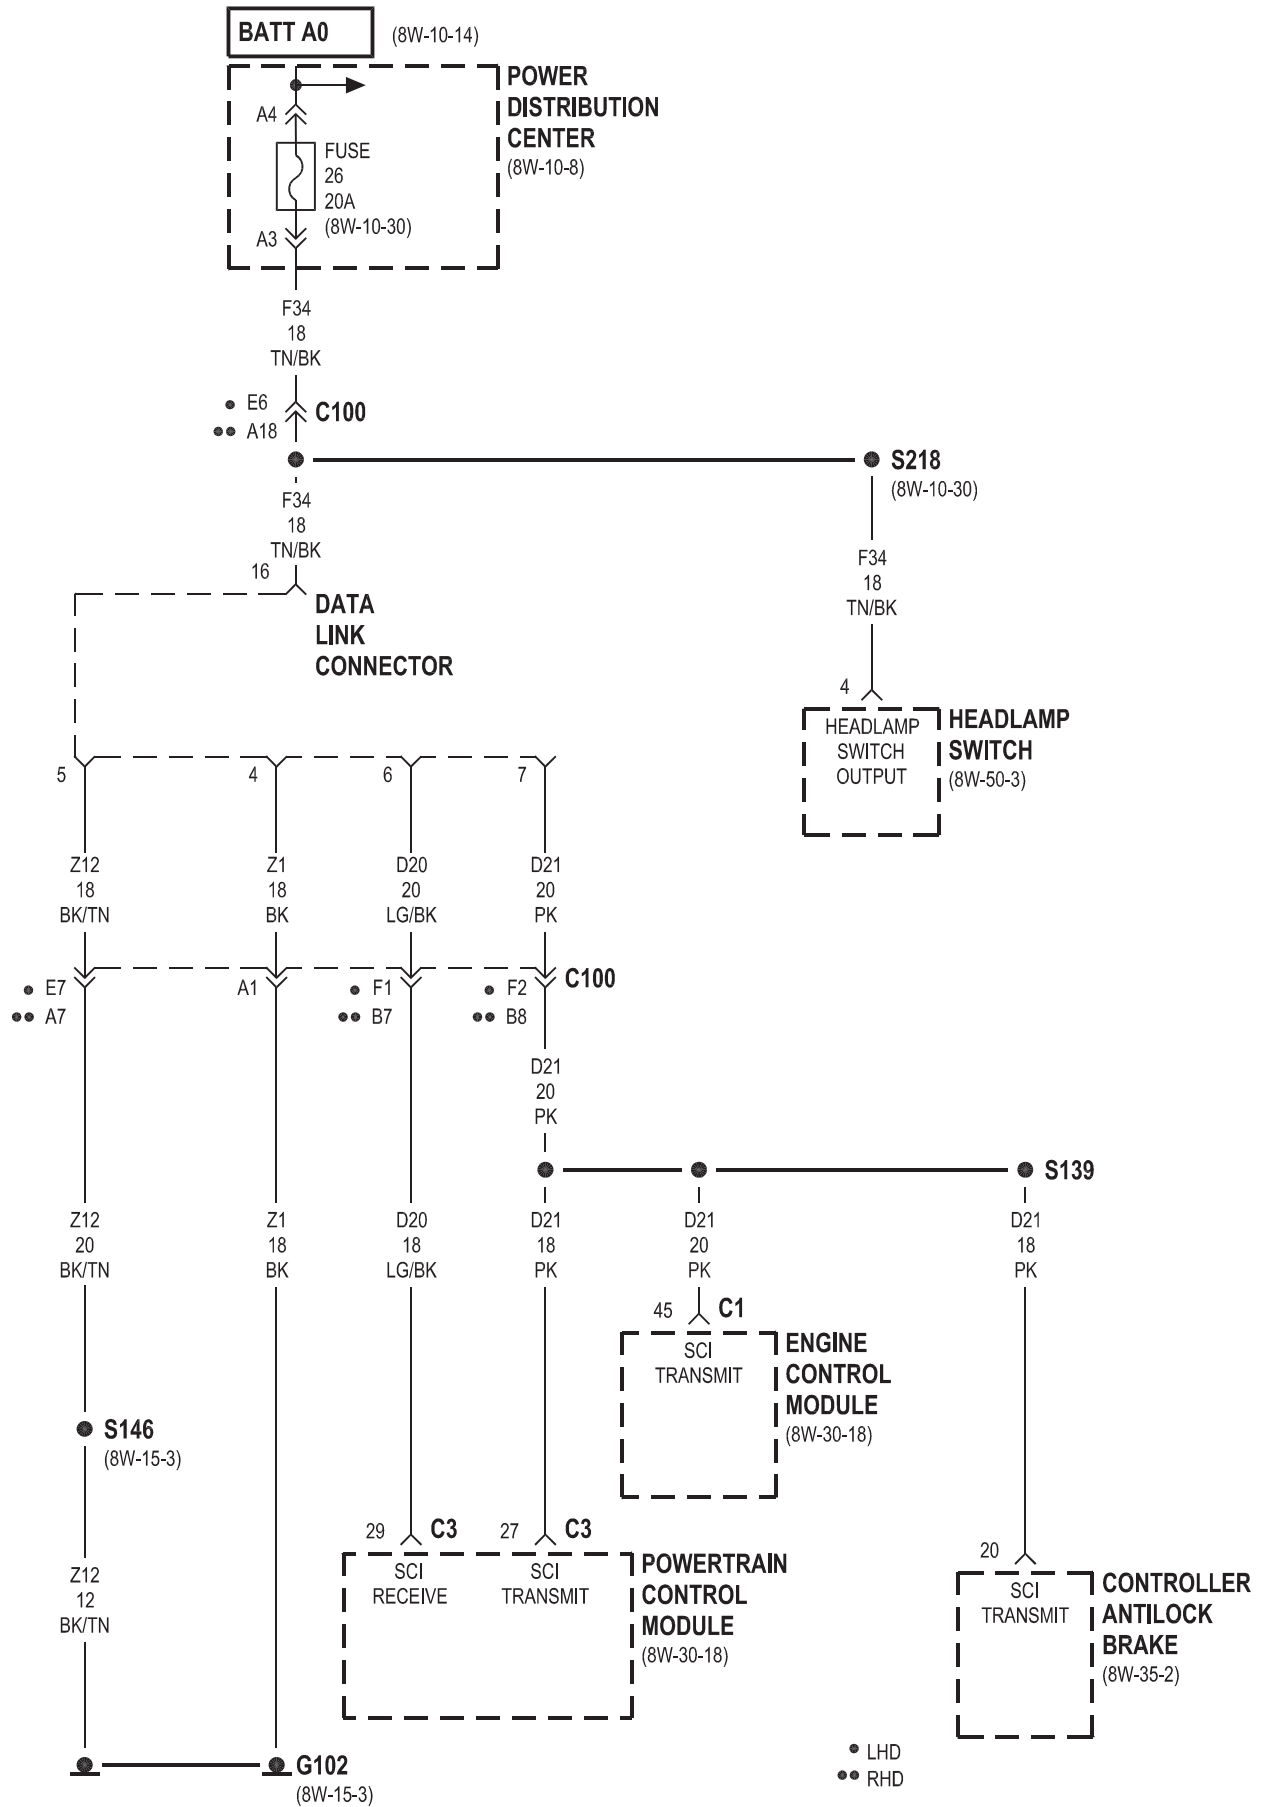 BATT A0
(8W-10-14)
POWER
DISTRIBUTION
CENTER
(8W-10-8)
A4
FUSE
26
20A
(8W-10-30)
A3
F34
18
TN/BK
E6
C100
A18
S218
(8W-10-30)
F34
18
TN/BK
16
DATA
LINK
CONNECTOR
F34
18
TN/BK
4
HEADLAMP
SWITCH
OUTPUT
HEADLAMP
SWITCH
(8W-50-3)
5
4
6
7
Z12
18
BK/TN
Z1
18
BK
D20
20
LG/BK
D21
20
PK
E7
A7
A1
F1
B7
F2
B8
C100
D21
20
PK
S139
Z12
20
BK/TN
Z1
18
BK
D20
18
LG/BK
D21
18
PK
D21
20
PK
D21
18
PK
45
C1
SCI
TRANSMIT
ENGINE
CONTROL
MODULE
(8W-30-18)
S146
(8W-15-3)
29
C3
27
C3
SCI
RECEIVE
SCI
TRANSMIT
POWERTRAIN
CONTROL
MODULE
(8W-30-18)
20
SCI
TRANSMIT
CONTROLLER
ANTILOCK
BRAKE
(8W-35-2)
Z12
12
BK/TN
G102
(8W-15-3)
LHD
RHD